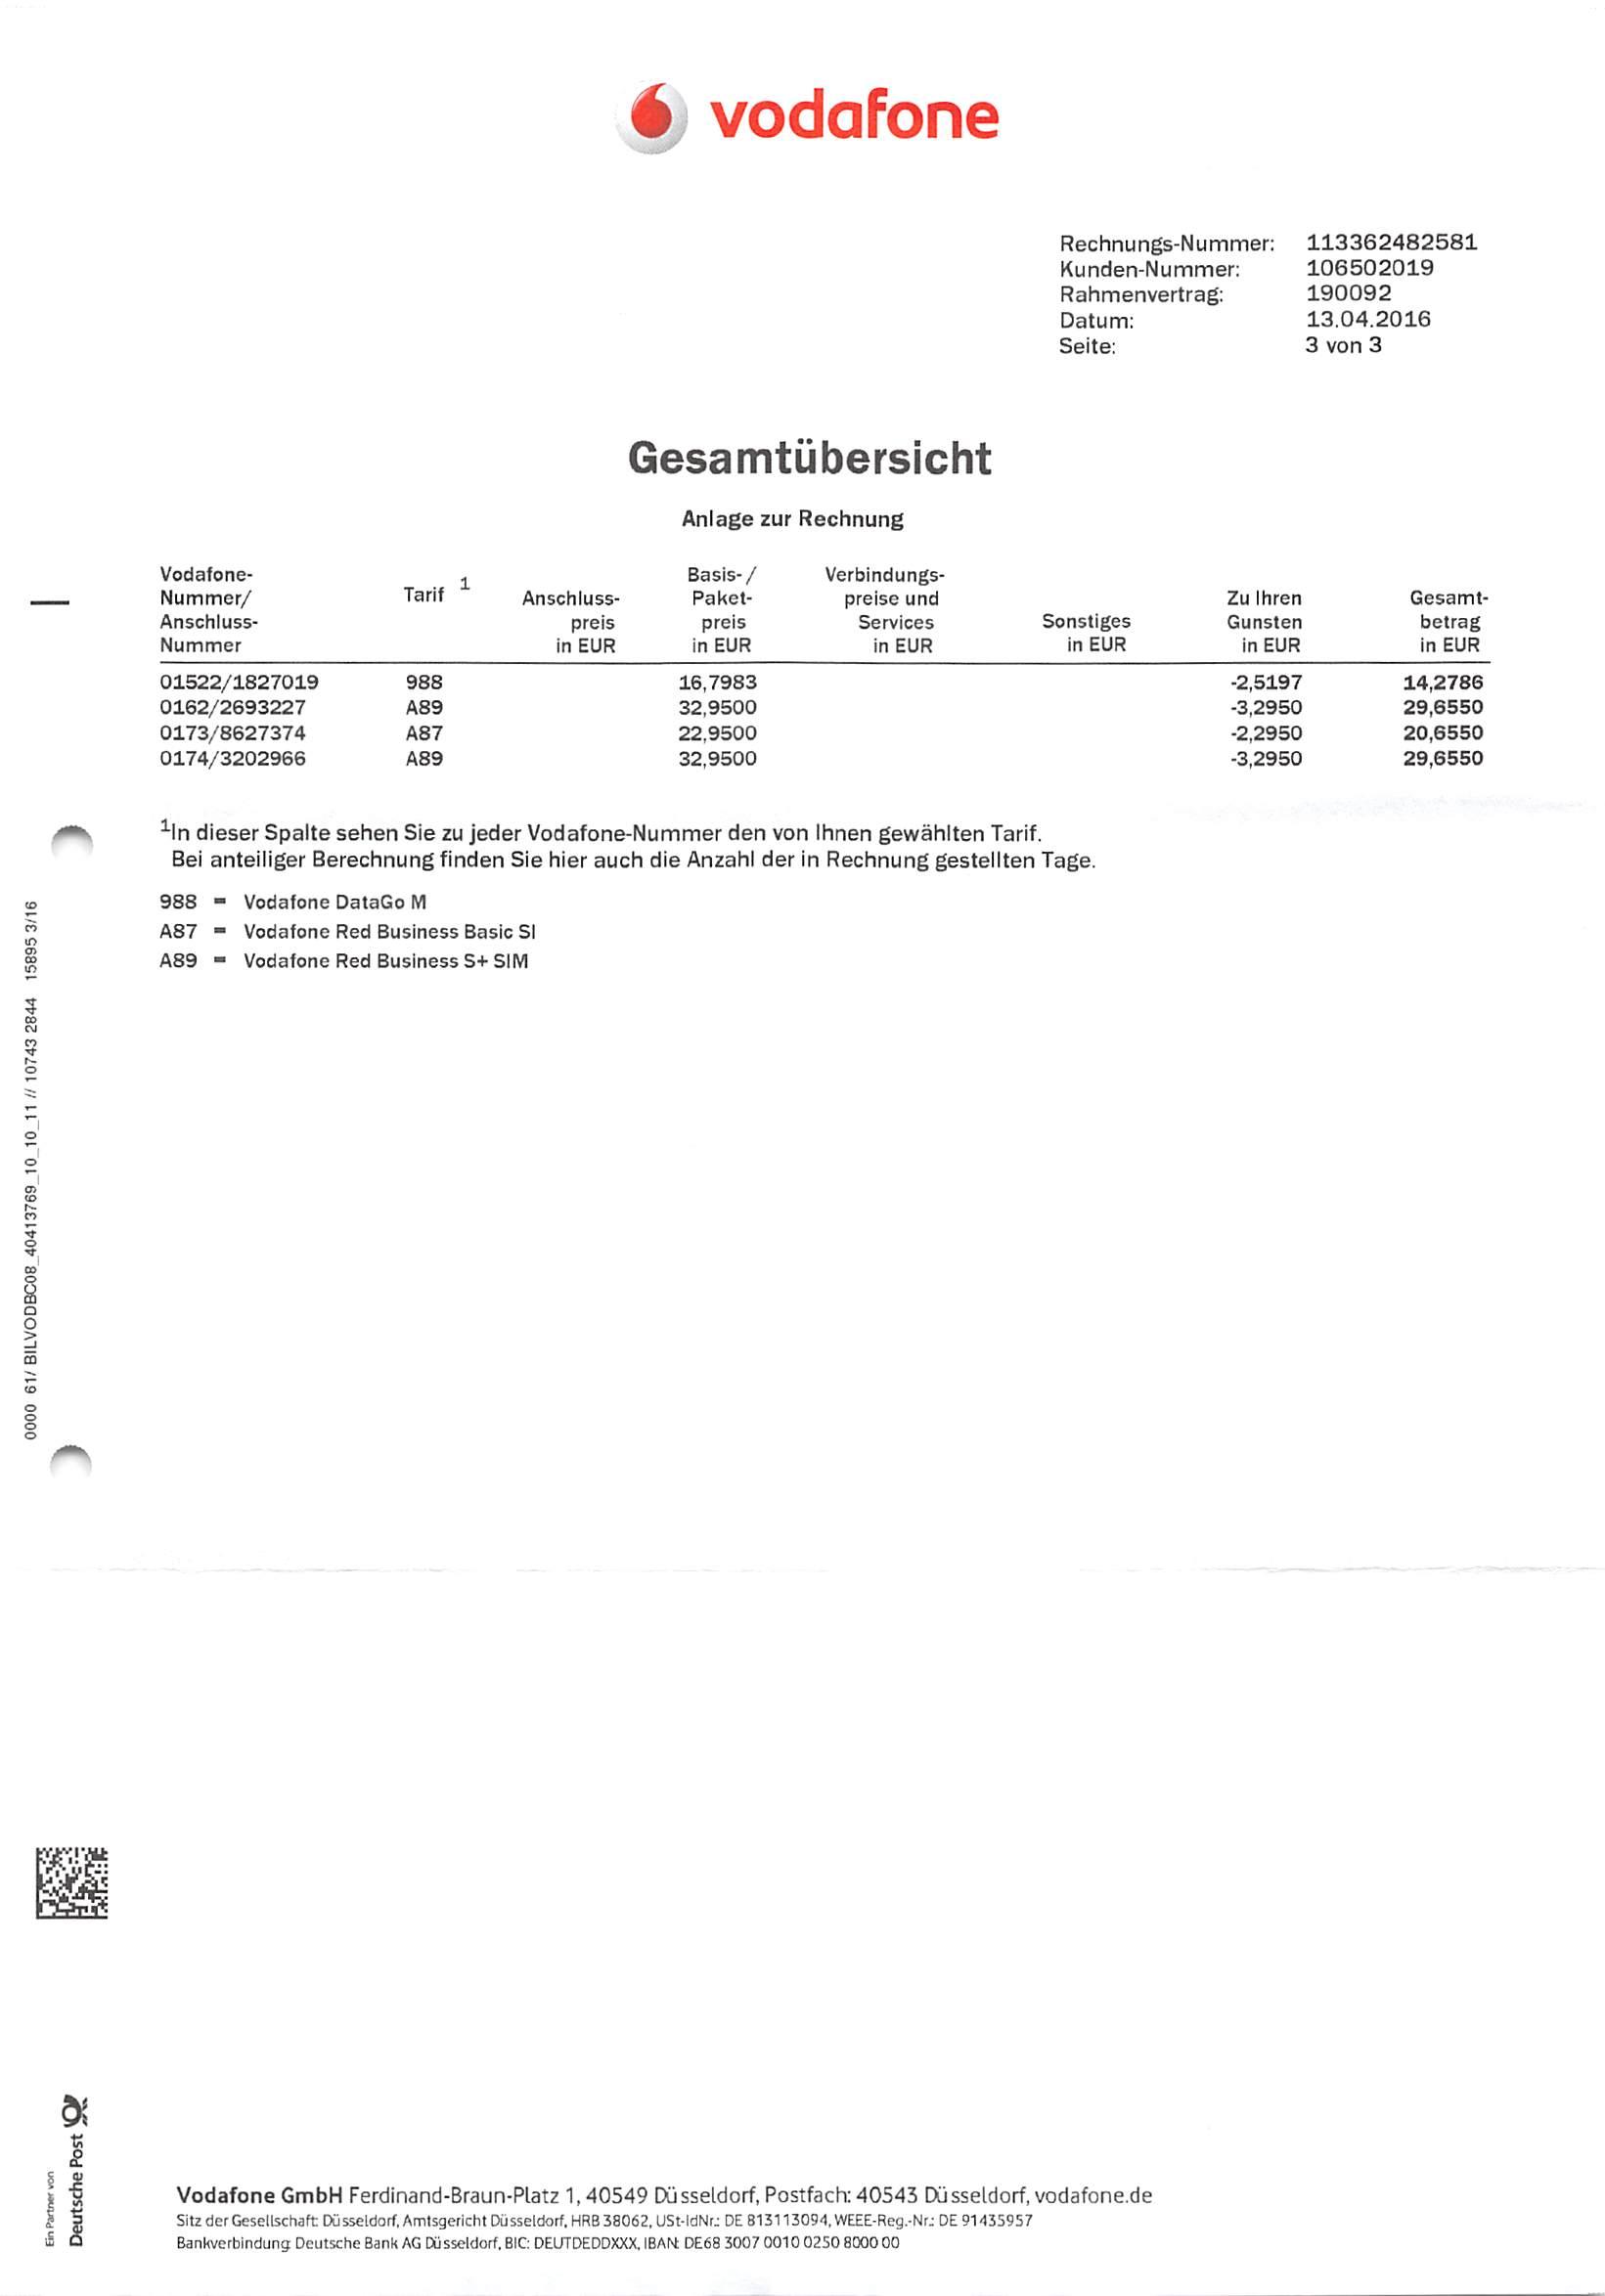 vodafone
Rechnungs-Nummer: 113362482581
Kunden-Nummer: 106502019
Rahmenvertrag: 190092
Datum: 13.04.2016
Seite: 3 von 3
Gesamtübersicht
Anlage zur Rechnung
Vodafone- Basis-/ Verbindungs-
Nummer/ Tarif 1 Anschluss- Paket- preise und Zu Ihren Gesamt-
Anschluss- preis preis Services Sonstiges Gunsten betrag
Nummer in EUR in EUR in EUR in EUR in EUR in EUR
01522/1827019 988 16,7983 -2,5197 14,2786
0162/2693227 A89 32,9500 -3,2950 29,6550
0173/8627374 A87 22,9500 -2,2950 20,6550
0174/3202966 A89 32,9500 -3,2950 29,6550
1In dieser Spalte sehen Sie zu jeder Vodafone-Nummer den von Ihnen gewählten Tarif.
Bei anteiliger Berechnung finden Sie hier auch die Anzahl der in Rechnung gestellten Tage.
988 = Vodafone DataGo M
A87 = Vodafone Red Business Basic SI
A89 = Vodafone Red Business S+ SIM
0000 61/ BILVODBC08_40413769_10_10_11 // 10743 2844 15895 3/16
Ein Partner von
Deutsche Post
Vodafone GmbH Ferdinand-Braun-Platz 1, 40549 Düsseldorf, Postfach: 40543 Düsseldorf, vodafone.de
Sitz der Gesellschaft: Düsseldorf, Amtsgericht Düsseldorf, HRB 38062, USt-IdNr.: DE 813113094, WEEE-Reg.-Nr.: DE 91435957
Bankverbindung: Deutsche Bank AG Düsseldorf, BIC: DEUTDEDDXXX, IBAN: DE68 3007 0010 0250 8000 00